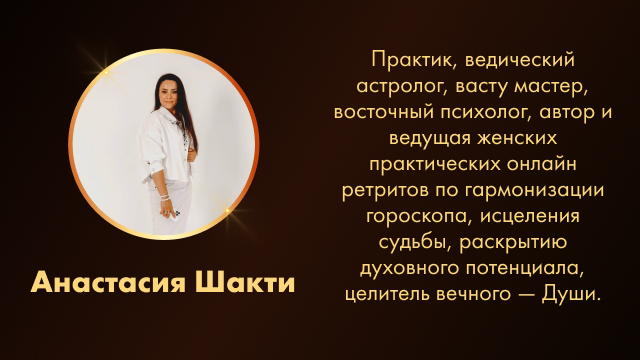 Анастасия Шакти
Практик, ведический
астролог, васту мастер,
восточный психолог, автор и
ведущая женских
практических онлайн
ретритов по гармонизации
гороскопа, исцеления
судьбы, раскрытию
духовного потенциала,
целитель вечного — Души.